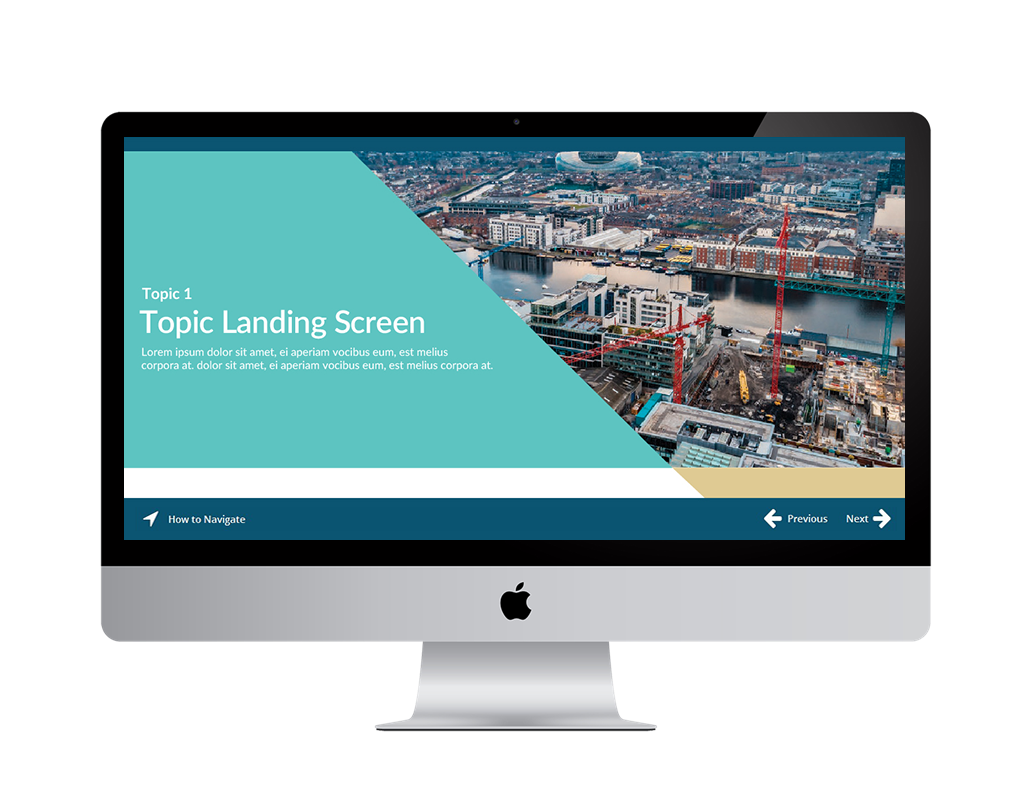 Topic 1
Topic Landing Screen
Lorem ipsum dolor sit amet, ei aperiam vocibus eum, est melius
corpora at. dolor sit amet, ei aperiam vocibus eum, est melius corpora at.
How to Navigate
Previous
Next